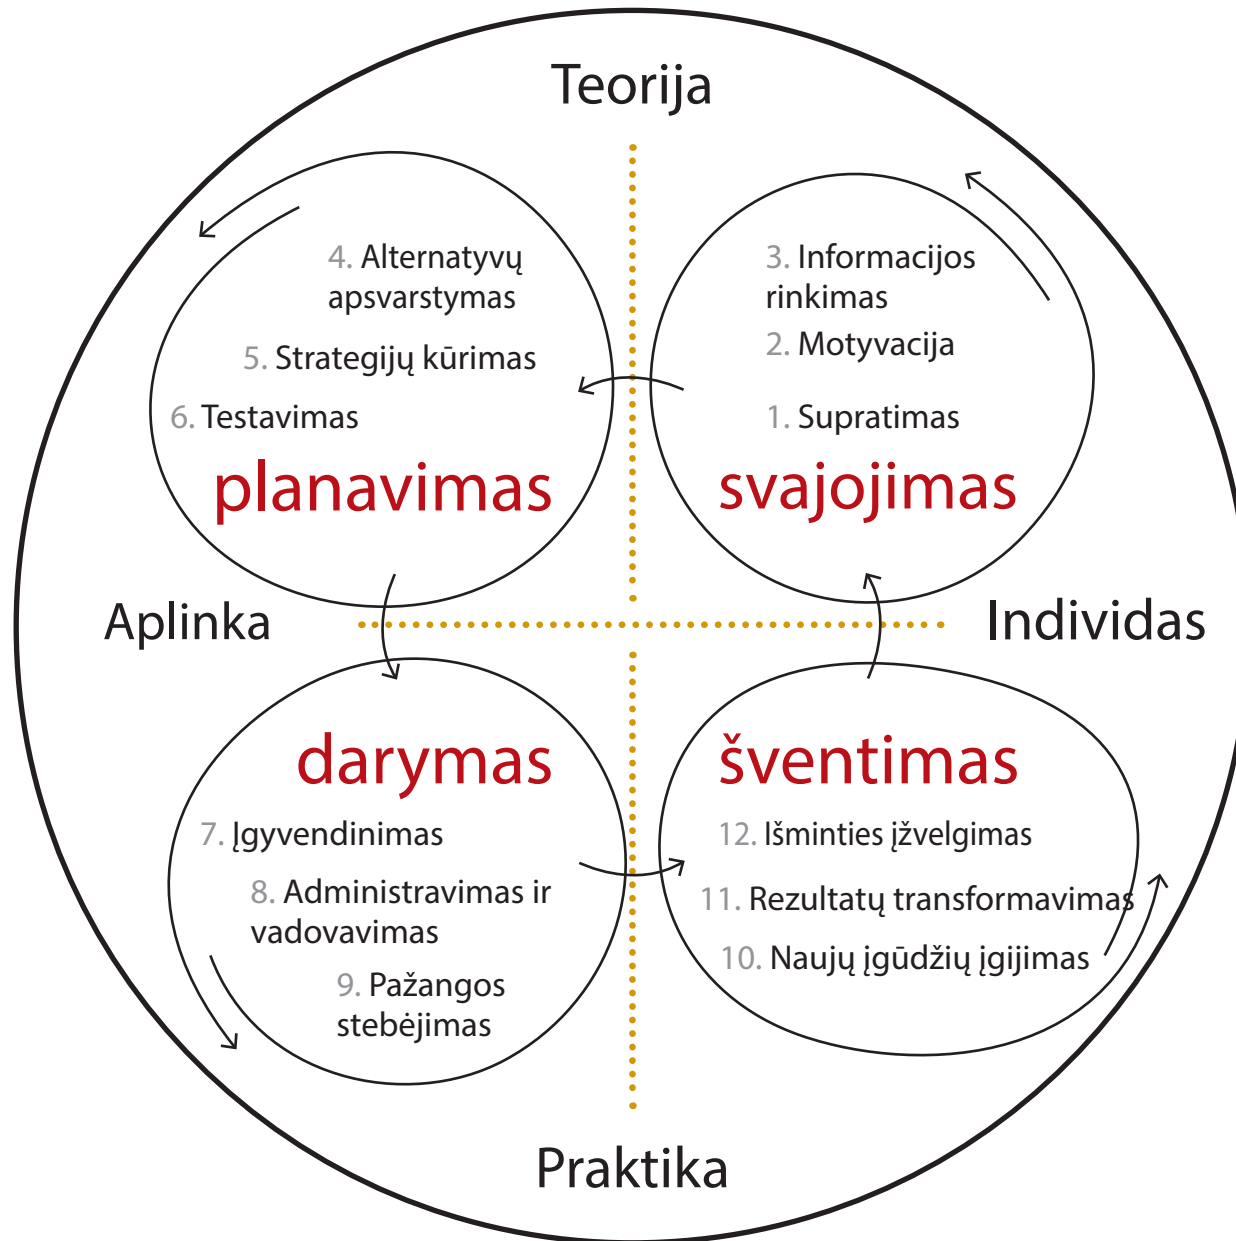 Teorija
4. Alternatyvų
apsvarstymas
5. Strategijų kūrimas
6. Testavimas
planavimas
3. Informacijos
rinkimas
2. Motyvacija
1. Supratimas
svajojimas
Aplinka
Individas
darymas
7. Įgyvendinimas
8. Administravimas ir
vadovavimas
9. Pažangos
stebėjimas
šventimas
12. Išminties įžvelgimas
11. Rezultatų transformavimas
10. Naujų įgūdžių įgijimas
Praktika